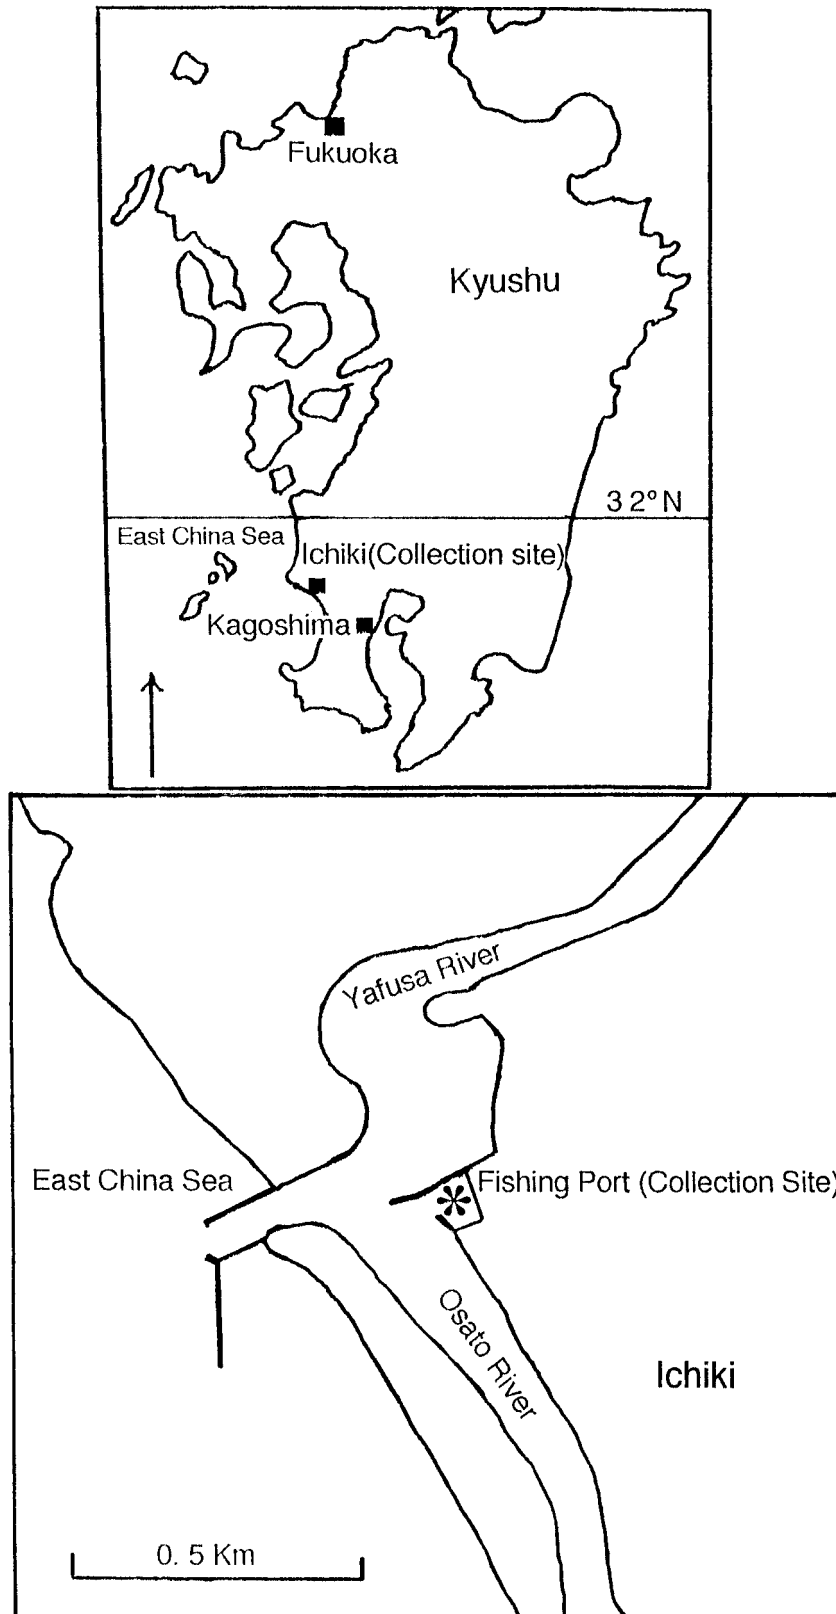 Fukuoka
Kyushu
32°N
East China Sea
Ichiki(Collection site)
Kagoshima
Yafusa River
East China Sea
Fishing Port (Collection Site)
Osato River
Ichiki
0. 5 Km